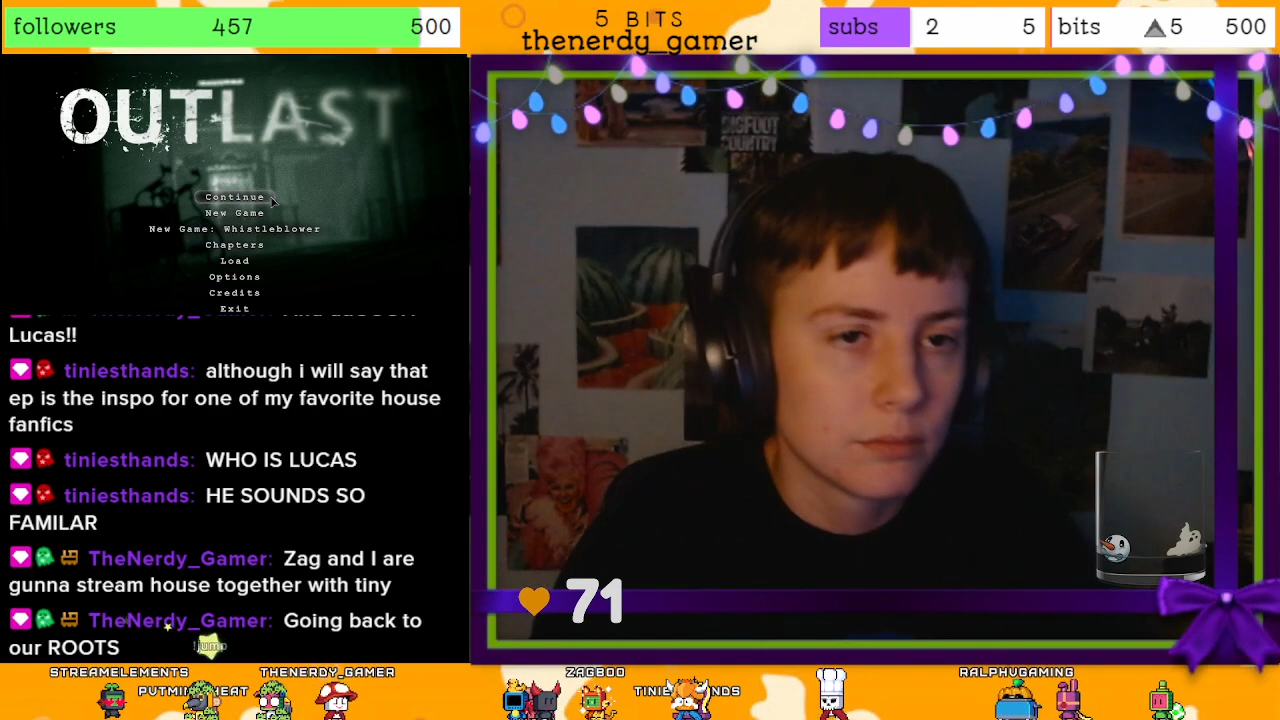 followers 457 500
5 BITS
thenerdy_gamer
subs 2 5
bits 5 500
OUTLAST
Continue
New Game
New Game: Whistleblower
Chapters
Load
Options
Credits
Exit
Lucas!!
tiniesthands: although i will say that
ep is the inspo for one of my favorite house
fanfics
tiniesthands: WHO IS LUCAS
tiniesthands: HE SOUNDS SO
FAMILAR
TheNerdy_Gamer: Zag and I are
gunna stream house together with tiny
TheNerdy_Gamer: Going back to
our ROOTS
!jump
BIGFOOT
COUNTRY
71
STREAMELEMENTS
THENERDY_GAMER
ZAGBOO
RALPHVGAMING